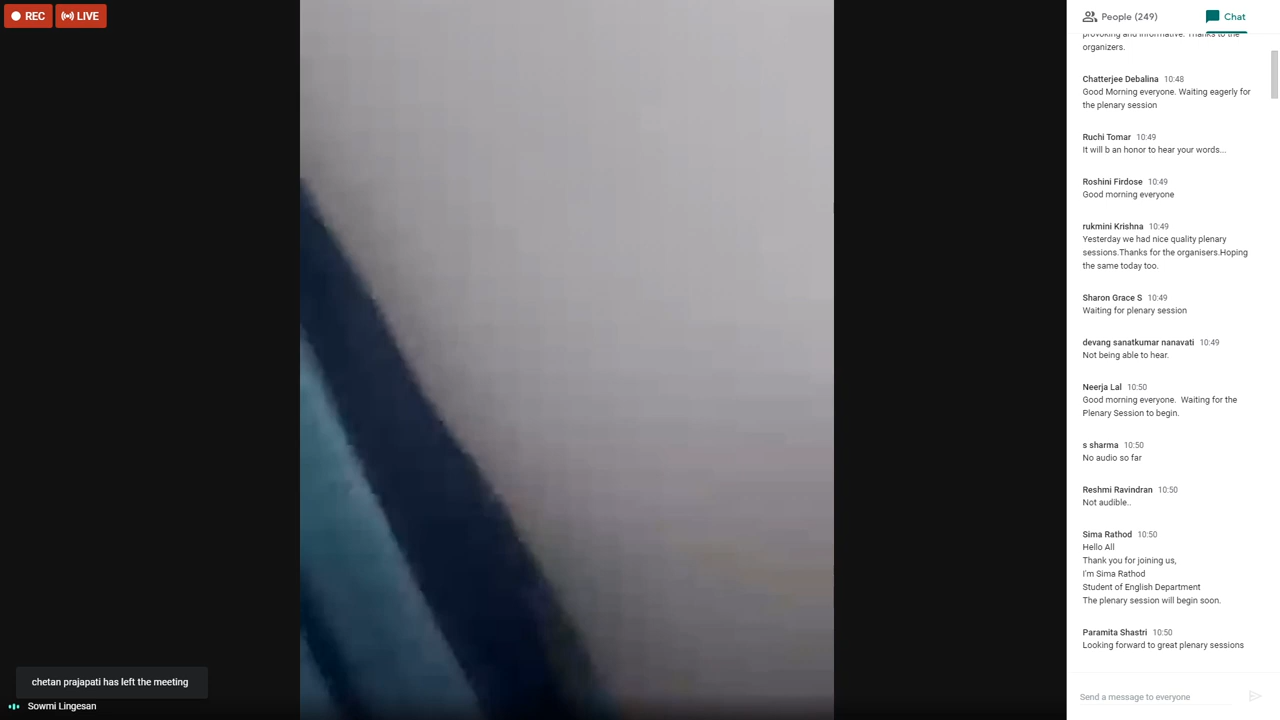 REC
LIVE
People (249)
Chat
provoking and informative. Thanks to the
organizers.
Chatterjee Debalina 10:48
Good Morning everyone. Waiting eagerly for
the plenary session
Ruchi Tomar 10:49
It will b an honor to hear your words...
Roshini Firdose 10:49
Good morning everyone
rukmini Krishna 10:49
Yesterday we had nice quality plenary
sessions.Thanks for the organisers.Hoping
the same today too.
Sharon Grace S 10:49
Waiting for plenary session
devang sanatkumar nanavati 10:49
Not being able to hear.
Neerja Lal 10:50
Good morning everyone.  Waiting for the
Plenary Session to begin.
s sharma 10:50
No audio so far
Reshmi Ravindran 10:50
Not audible..
Sima Rathod 10:50
Hello All
Thank you for joining us,
I'm Sima Rathod
Student of English Department
The plenary session will begin soon.
Paramita Shastri 10:50
Looking forward to great plenary sessions
Send a message to everyone
chetan prajapati has left the meeting
Sowmi Lingesan